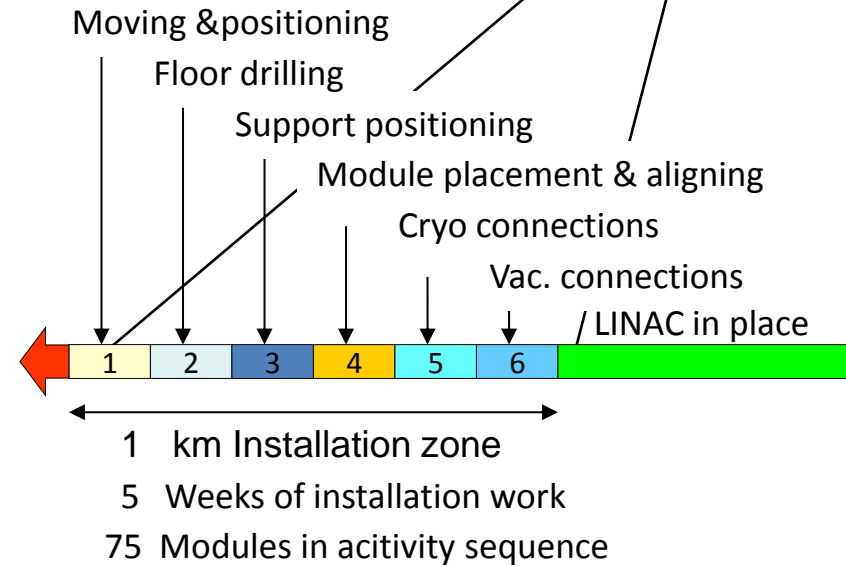 Moving &positioning
Floor drilling
Support positioning
Module placement & aligning
Cryo connections
Vac. connections
LINAC in place
1 2 3 4 5 6
1 km Installation zone
5 Weeks of installation work
75 Modules in acitivity sequence